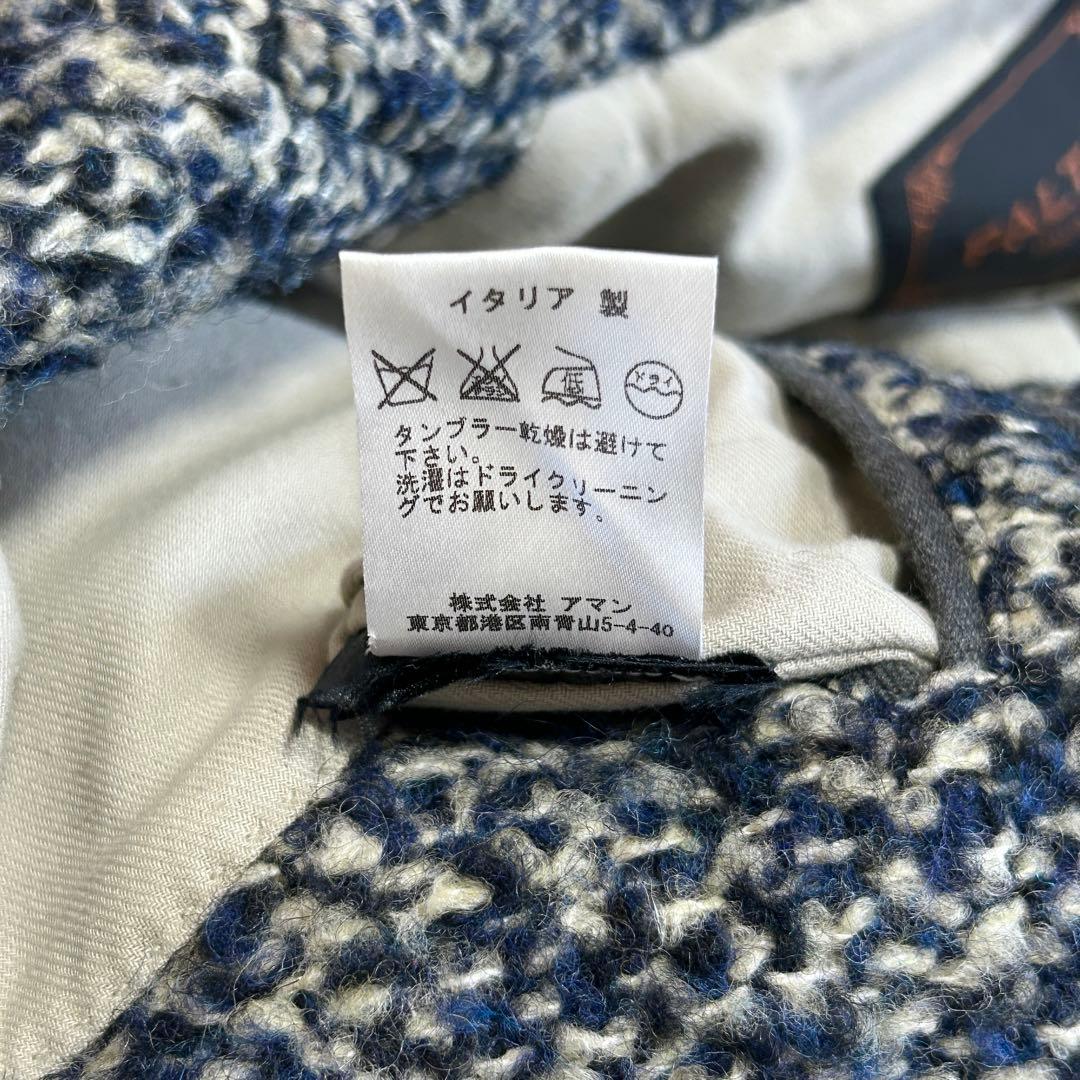 イタリア 製
低
タンブラー乾燥は避けて
下さい。
洗濯はドライクリーニン
グでお願いします。
株式会社 アマン
東京都港区南青山5-4-40